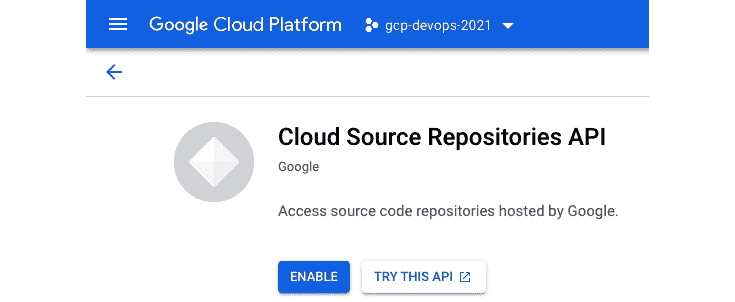 Google Cloud Platform gcp-devops-2021
Cloud Source Repositories API
Google
Access source code repositories hosted by Google.
ENABLE TRY THIS API